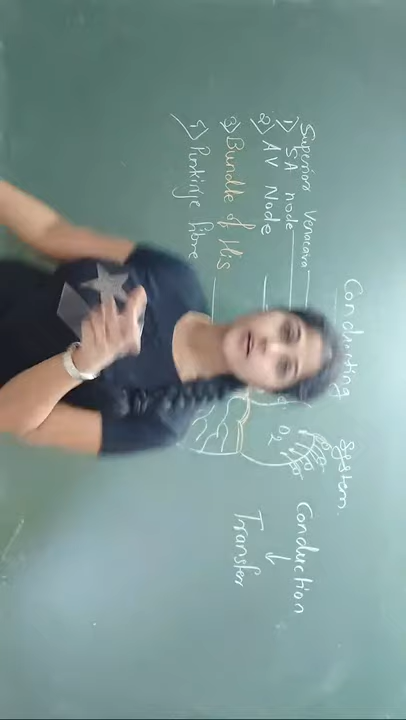 Conducting System.
Superior Venacava
1) SA node
2) AV Node
3) Bundle of His
4) Purkinje fibre
O2
Conduction
↓
Transfer